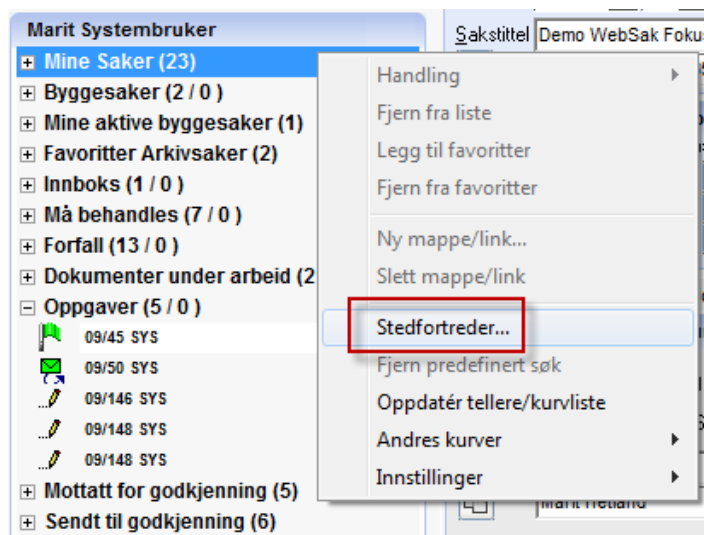 Marit Systembruker
Mine Saker (23)
Byggesaker (2 / 0 )
Mine aktive byggesaker (1)
Favoritter Arkivsaker (2)
Innboks (1 / 0 )
Må behandles (7 / 0 )
Forfall (13 / 0 )
Dokumenter under arbeid (2
Oppgaver (5 / 0 )
09/45 SYS
09/50 SYS
09/146 SYS
09/148 SYS
09/148 SYS
Mottatt for godkjenning (5)
Sendt til godkjenning (6)
Sakstittel Demo WebSak Foku
Handling
Fjern fra liste
Legg til favoritter
Fjern fra favoritter
Ny mappe/link...
Slett mappe/link
Stedfortreder...
Fjern predefinert søk
Oppdatér tellere/kurvliste
Andres kurver
Innstillinger